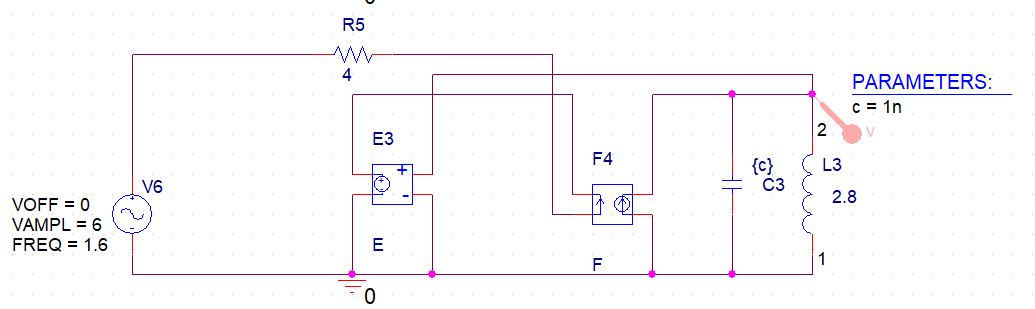 R5
4
PARAMETERS:
c = 1n
E3
+
-
E
F4
F
2
V
{c}
C3
L3
2.8
1
V6
VOFF = 0
VAMPL = 6
FREQ = 1.6
0